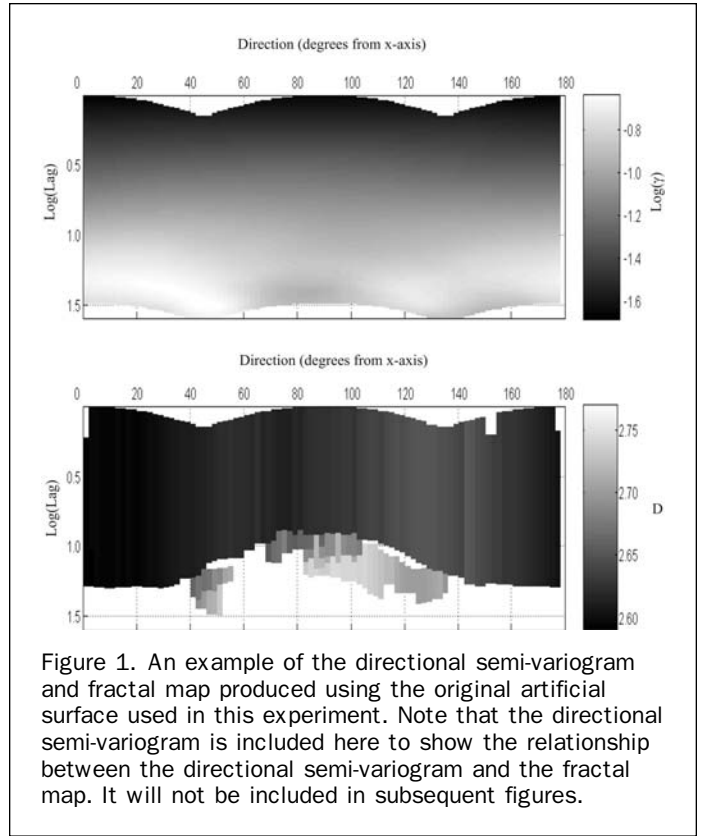 Direction (degrees from x-axis)
0 20 40 60 80 100 120 140 160 180
0.5
1.0
1.5
Log(Lag)
-0.8
-1.0
-1.2
-1.4
-1.6
Log(γ)
Direction (degrees from x-axis)
0 20 40 60 80 100 120 140 160 180
0.5
1.0
1.5
Log(Lag)
2.75
2.70
2.65
2.60
D
Figure 1. An example of the directional semi-variogram
and fractal map produced using the original artificial
surface used in this experiment. Note that the directional
semi-variogram is included here to show the relationship
between the directional semi-variogram and the fractal
map. It will not be included in subsequent figures.